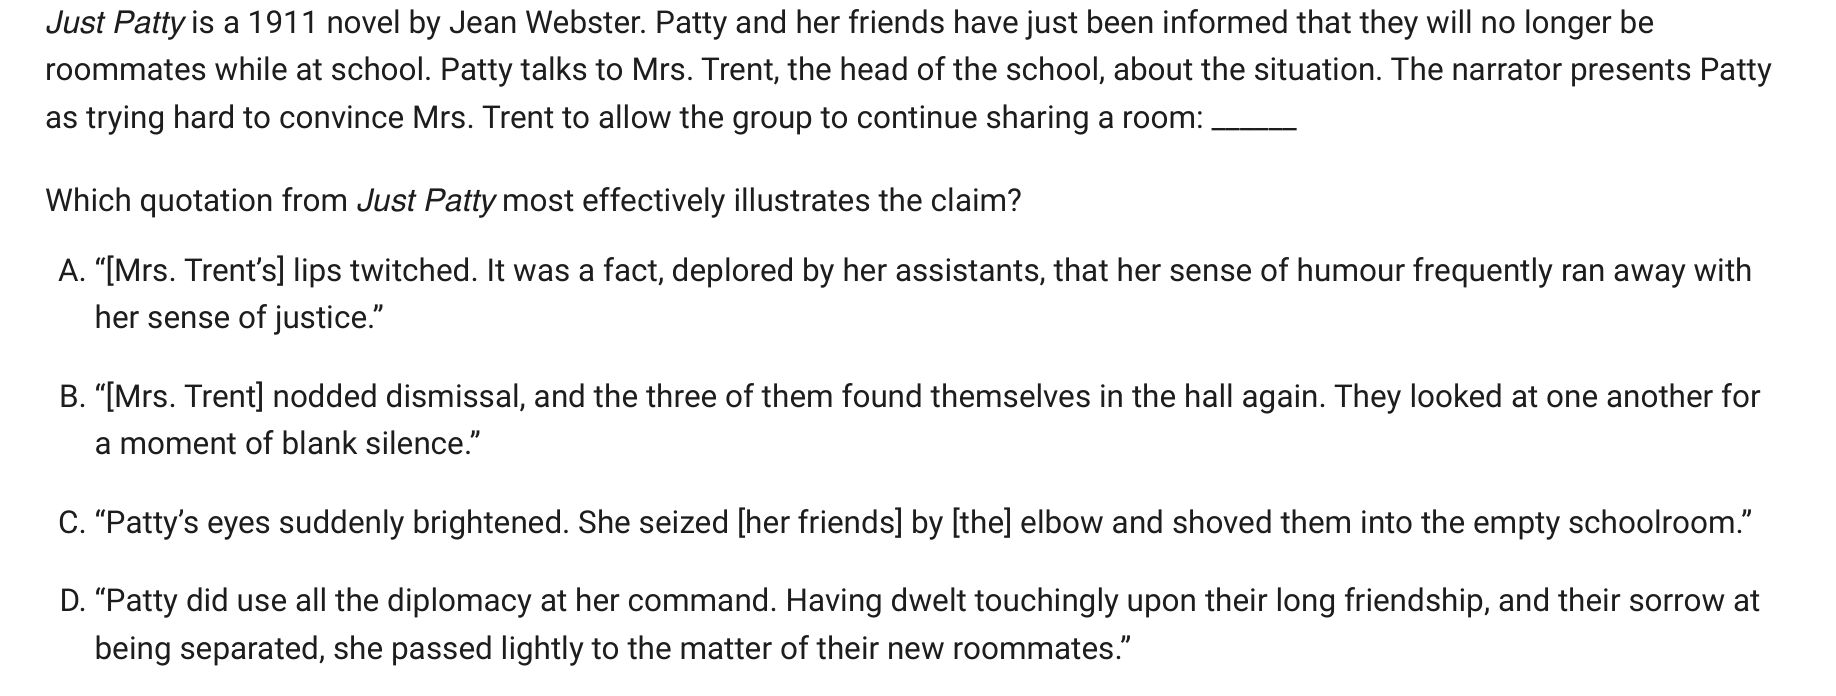 Just Patty is a 1911 novel by Jean Webster. Patty and her friends have just been informed that they will no longer be
roommates while at school. Patty talks to Mrs. Trent, the head of the school, about the situation. The narrator presents Patty
as trying hard to convince Mrs. Trent to allow the group to continue sharing a room: ______
Which quotation from Just Patty most effectively illustrates the claim?
A. “[Mrs. Trent’s] lips twitched. It was a fact, deplored by her assistants, that her sense of humour frequently ran away with
her sense of justice.”
B. “[Mrs. Trent] nodded dismissal, and the three of them found themselves in the hall again. They looked at one another for
a moment of blank silence.”
C. “Patty’s eyes suddenly brightened. She seized [her friends] by [the] elbow and shoved them into the empty schoolroom.”
D. “Patty did use all the diplomacy at her command. Having dwelt touchingly upon their long friendship, and their sorrow at
being separated, she passed lightly to the matter of their new roommates.”